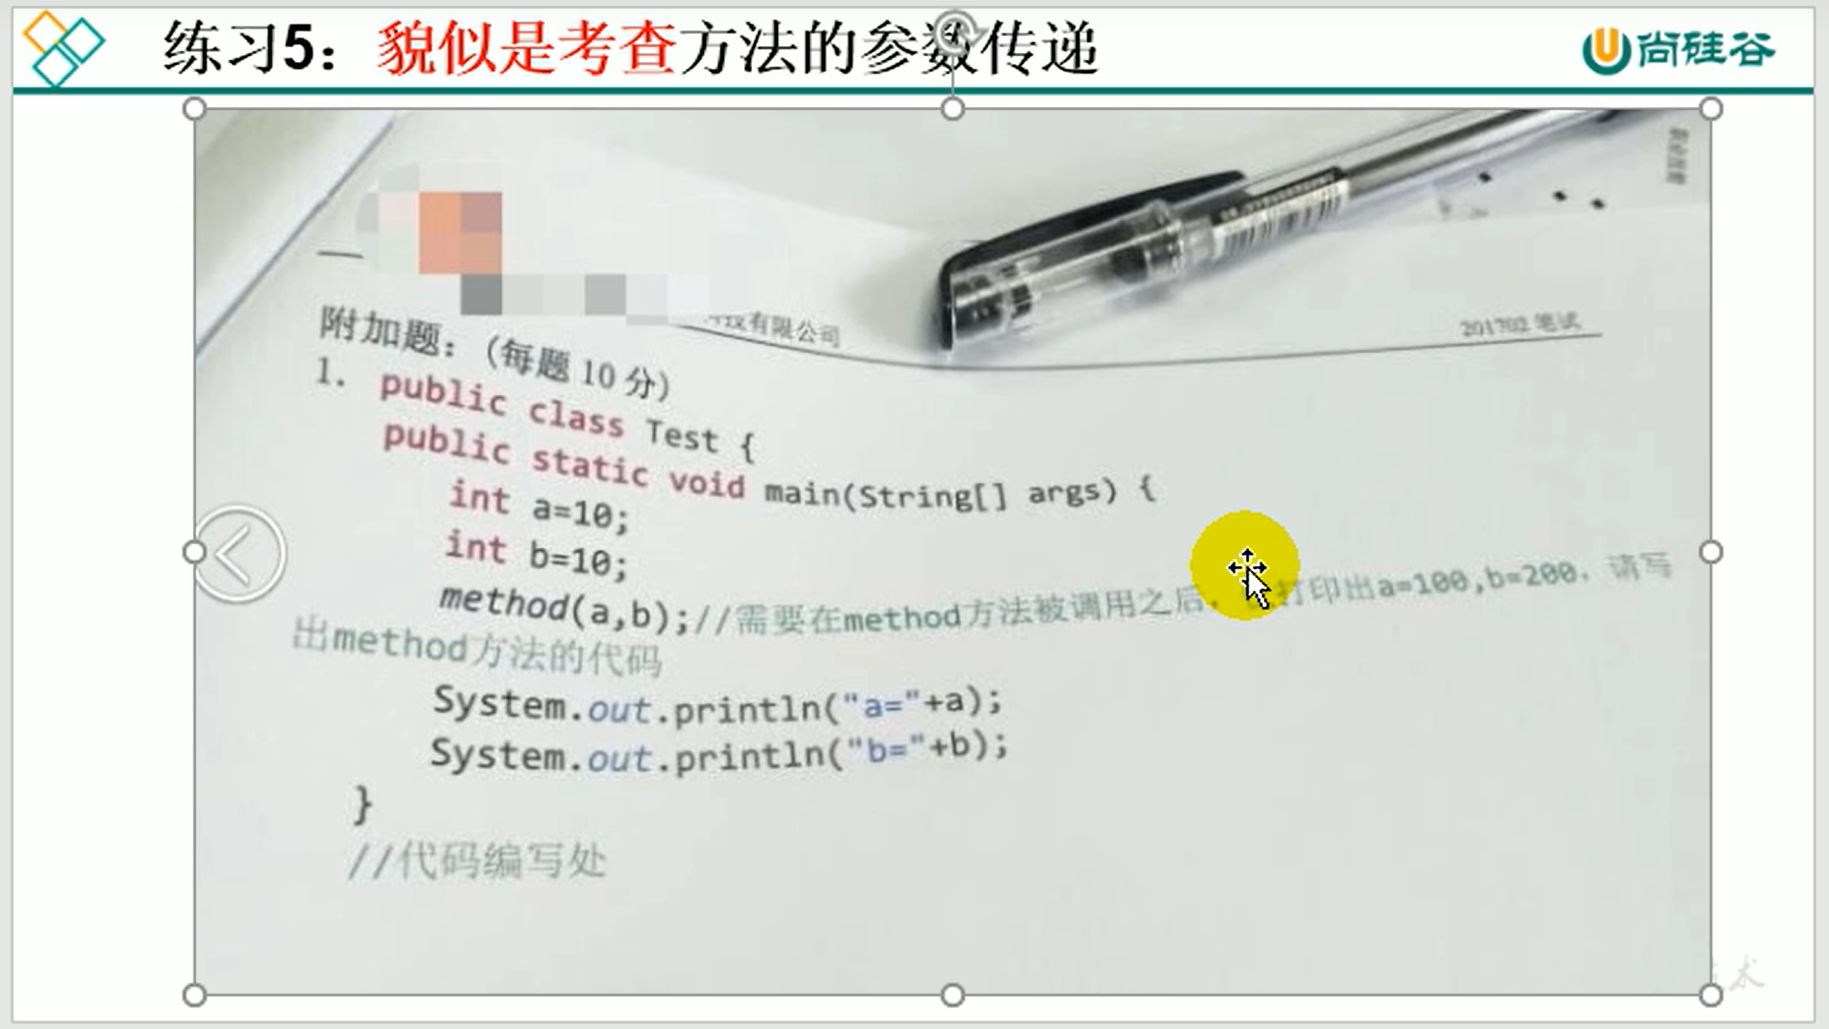 练习5：貌似是考查方法的参数传递
尚硅谷
科技有限公司
201702 笔试
附加题：(每题 10 分)
1. public class Test {
public static void main(String[] args) {
int a=10;
int b=10;
method(a,b);//需要在method方法被调用之后，打印出a=100,b=200. 请写
出method方法的代码
System.out.println("a="+a);
System.out.println("b="+b);
}
//代码编写处